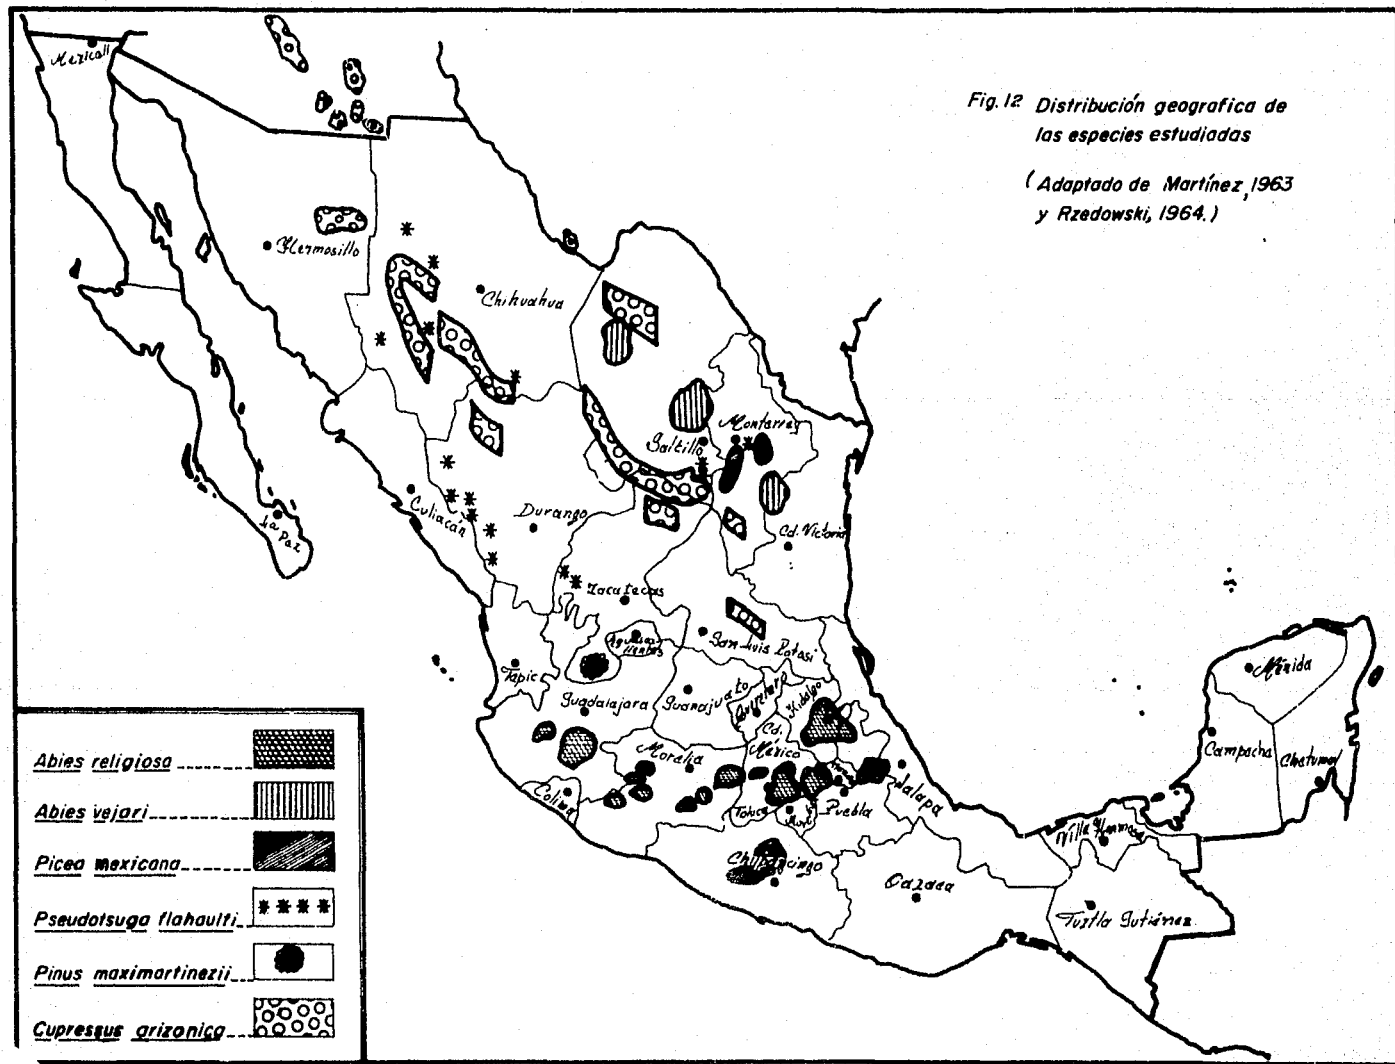 Fig. 12 Distribución geografica de
las especies estudiadas
(Adaptado de Martínez, 1963
y Rzedowski, 1964.)
Mexicali
Hermosillo
Chihuahua
Monterrey
Saltillo
La Paz
Culiacán
Durango
Cd. Victoria
Zacatecas
San Luis Potosi
Tepic
Guadalajara
Guanajuato
Hidalgo
Cd.
México
Morelia
Colima
Toluca
Puebla
Jalapa
Chilpancingo
Oaxaca
Villa Hermosa
Tuxtla Gutiérrez
Mérida
Campecha
Chetumal
Abies religiosa
Abies vejari
Picea mexicana
Pseudotsuga flahaulti
Pinus maximartinezii
Cupressus arizonica